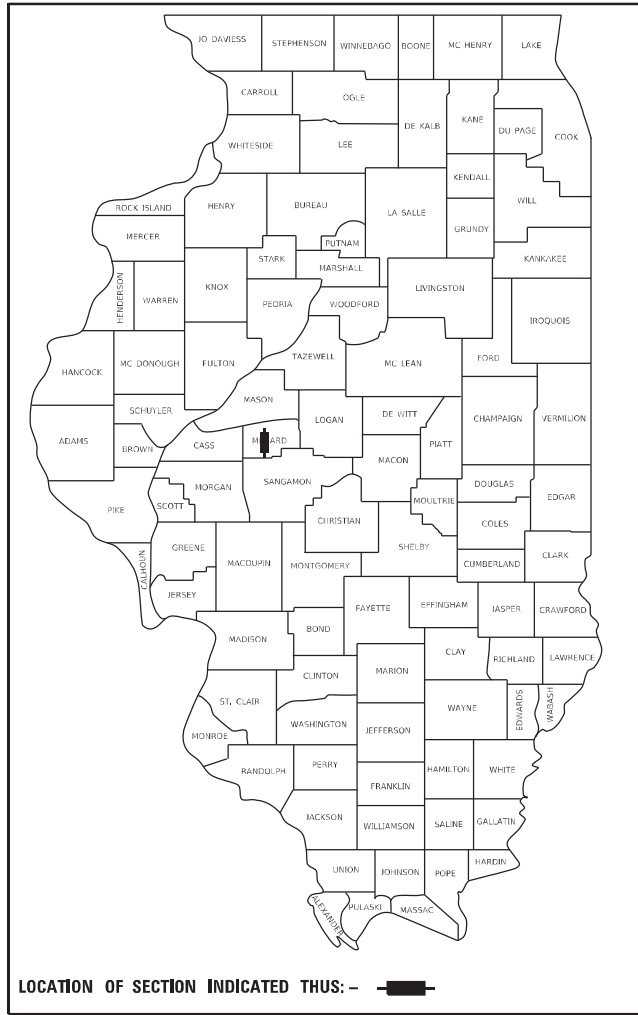 JO DAVIESS
STEPHENSON
WINNEBAGO
BOONE
MC HENRY
LAKE
CARROLL
OGLE
DE KALB
KANE
DU PAGE
COOK
WHITESIDE
LEE
KENDALL
WILL
ROCK ISLAND
HENRY
BUREAU
LA SALLE
GRUNDY
MERCER
PUTNAM
STARK
MARSHALL
KANKAKEE
HENDERSON
WARREN
KNOX
PEORIA
WOODFORD
LIVINGSTON
IROQUOIS
HANCOCK
MC DONOUGH
FULTON
TAZEWELL
MC LEAN
FORD
MASON
SCHUYLER
LOGAN
DE WITT
CHAMPAIGN
VERMILION
ADAMS
BROWN
CASS
PIATT
MACON
SANGAMON
MORGAN
DOUGLAS
MOULTRIE
EDGAR
PIKE
SCOTT
CHRISTIAN
COLES
SHELBY
GREENE
MACOUPIN
MONTGOMERY
CUMBERLAND
CLARK
CALHOUN
JERSEY
FAYETTE
EFFINGHAM
JASPER
CRAWFORD
MADISON
BOND
CLAY
RICHLAND
LAWRENCE
CLINTON
MARION
ST. CLAIR
WAYNE
EDWARDS
WABASH
WASHINGTON
JEFFERSON
MONROE
RANDOLPH
PERRY
HAMILTON
WHITE
FRANKLIN
JACKSON
WILLIAMSON
SALINE
GALLATIN
HARDIN
UNION
JOHNSON
POPE
ALEXANDER
PULASKI
MASSAC
LOCATION OF SECTION INDICATED THUS: –